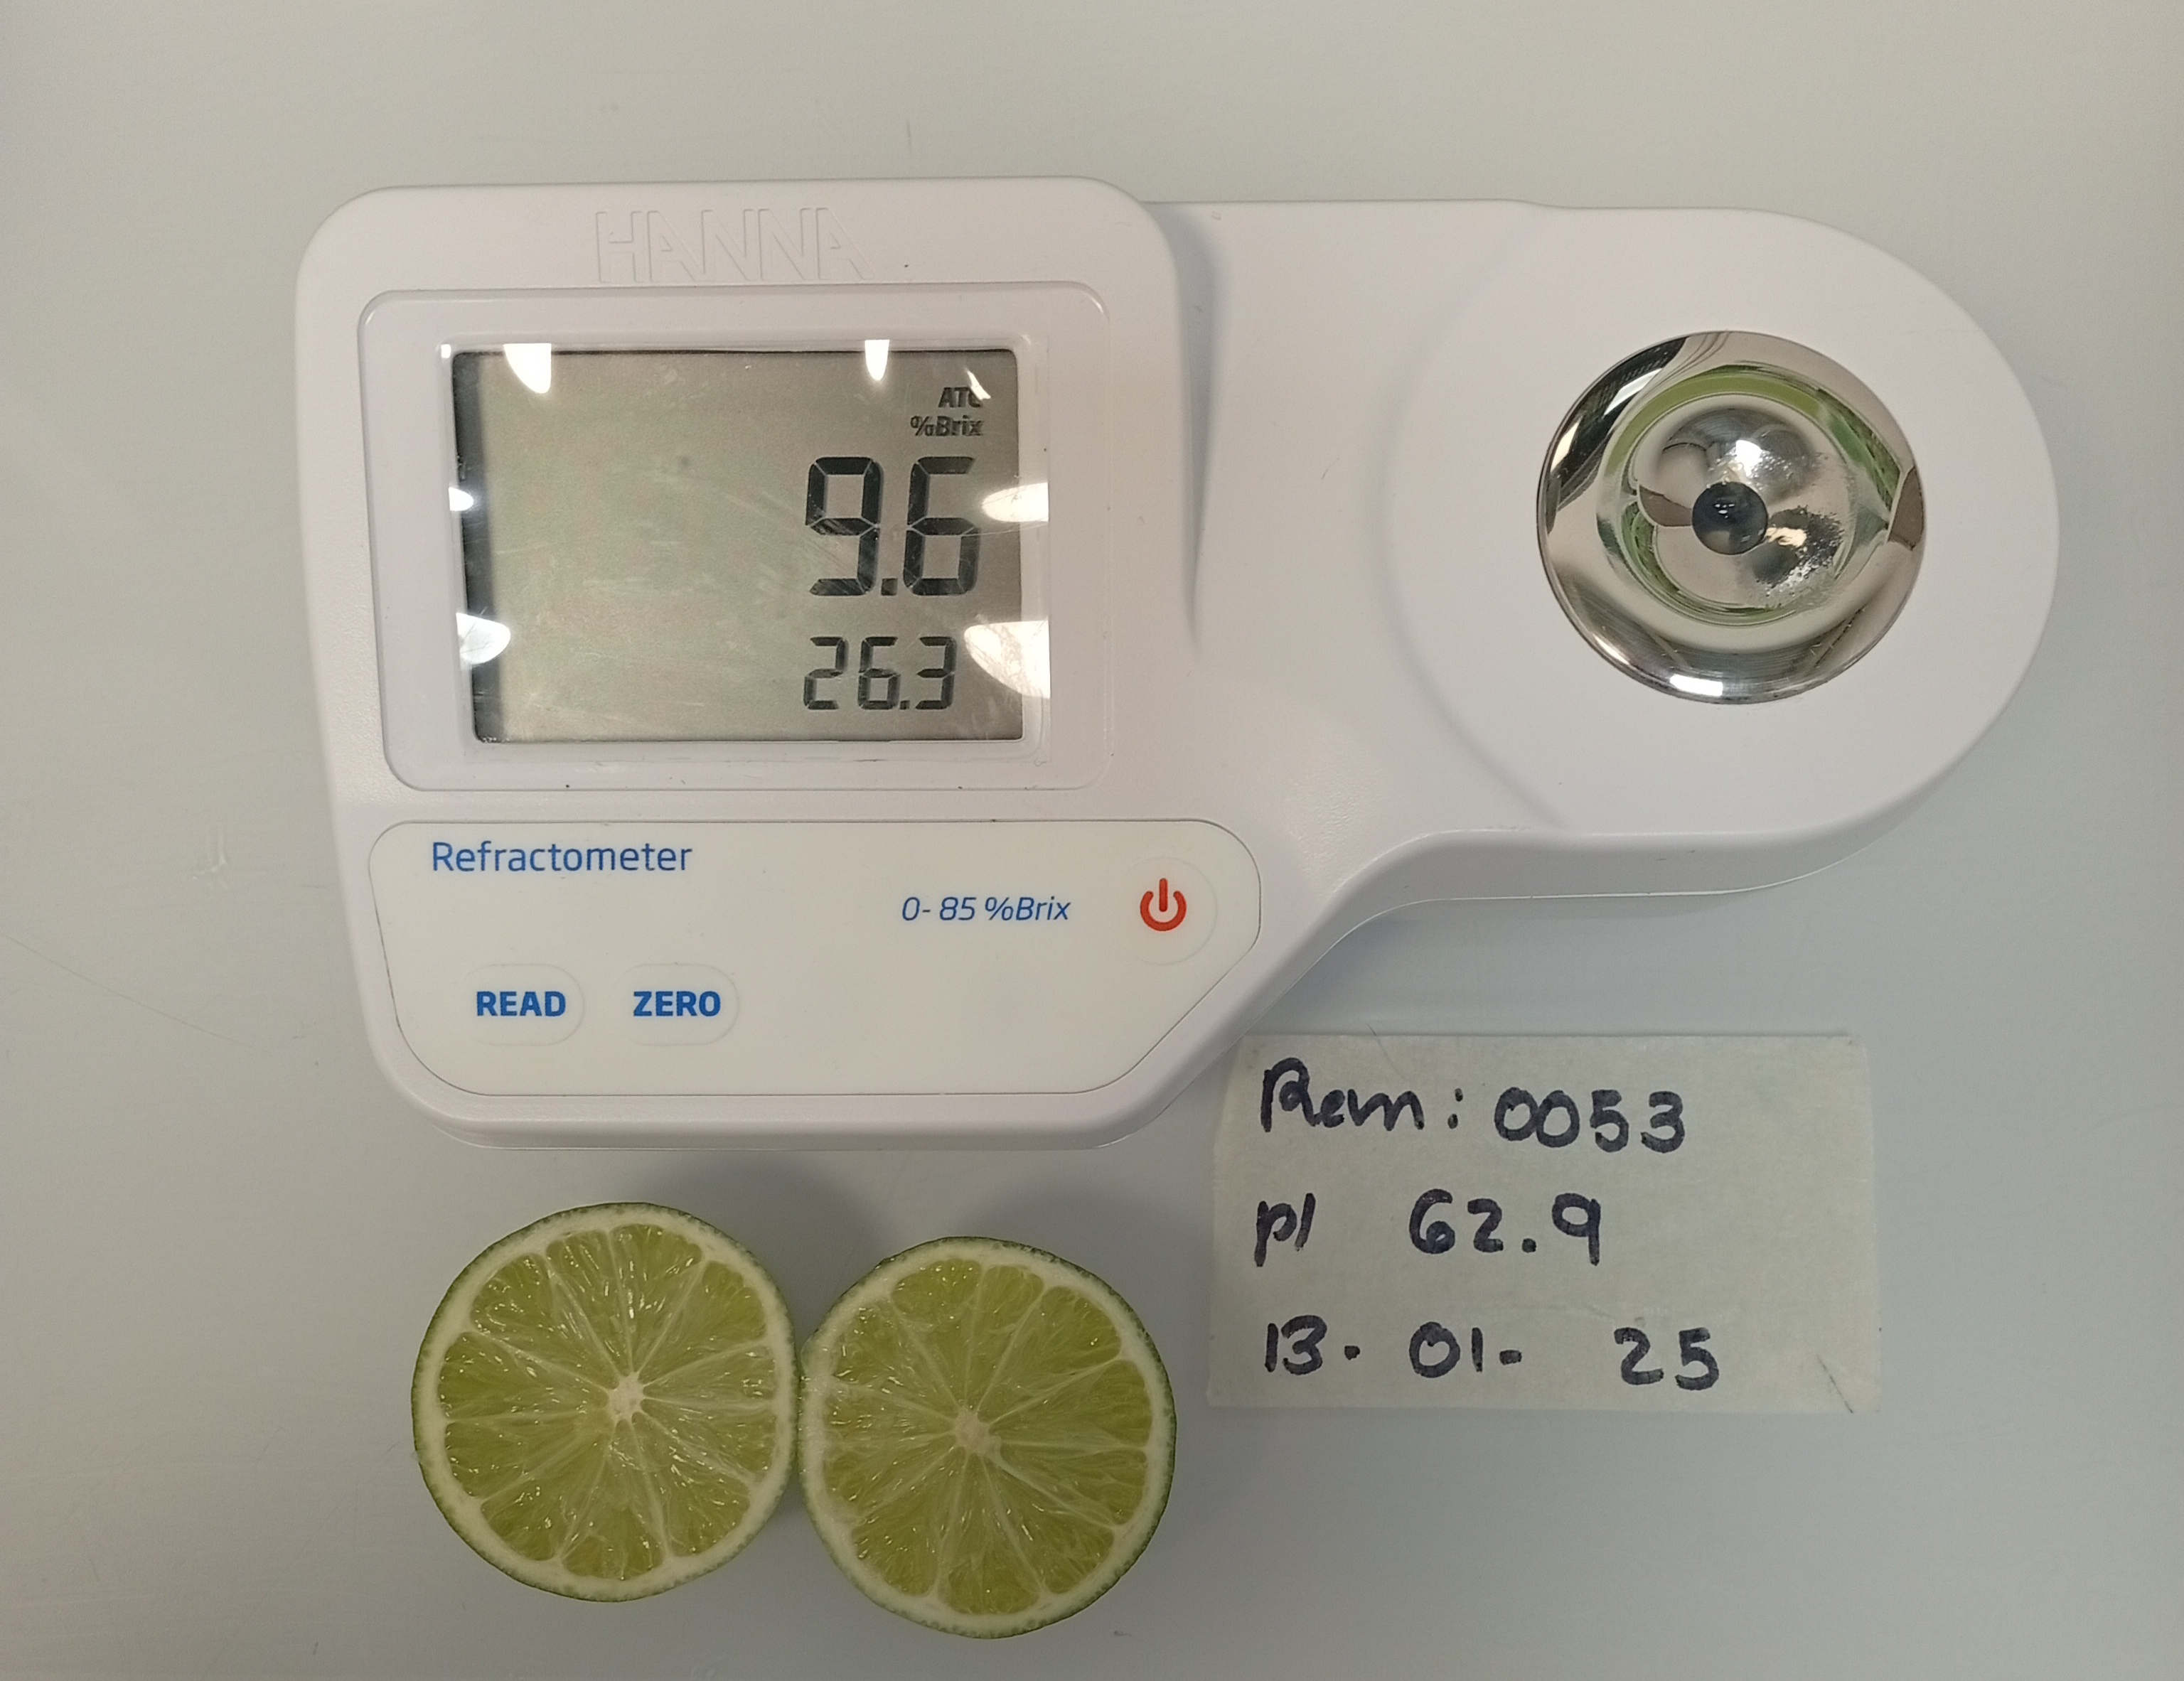 HANNA
ATC
%Brix
9.6
26.3
Refractometer
0-85 %Brix
READ ZERO
Rem: 0053
pl 62.9
13. 01- 25